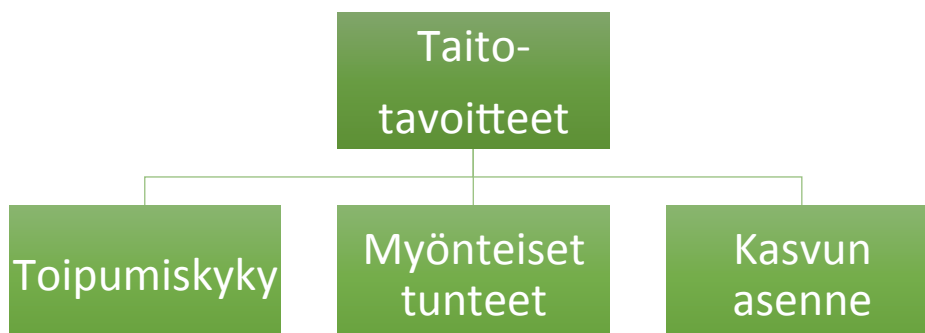 Taito-
tavoitteet
Toipumiskyky
Myönteiset
tunteet
Kasvun
asenne